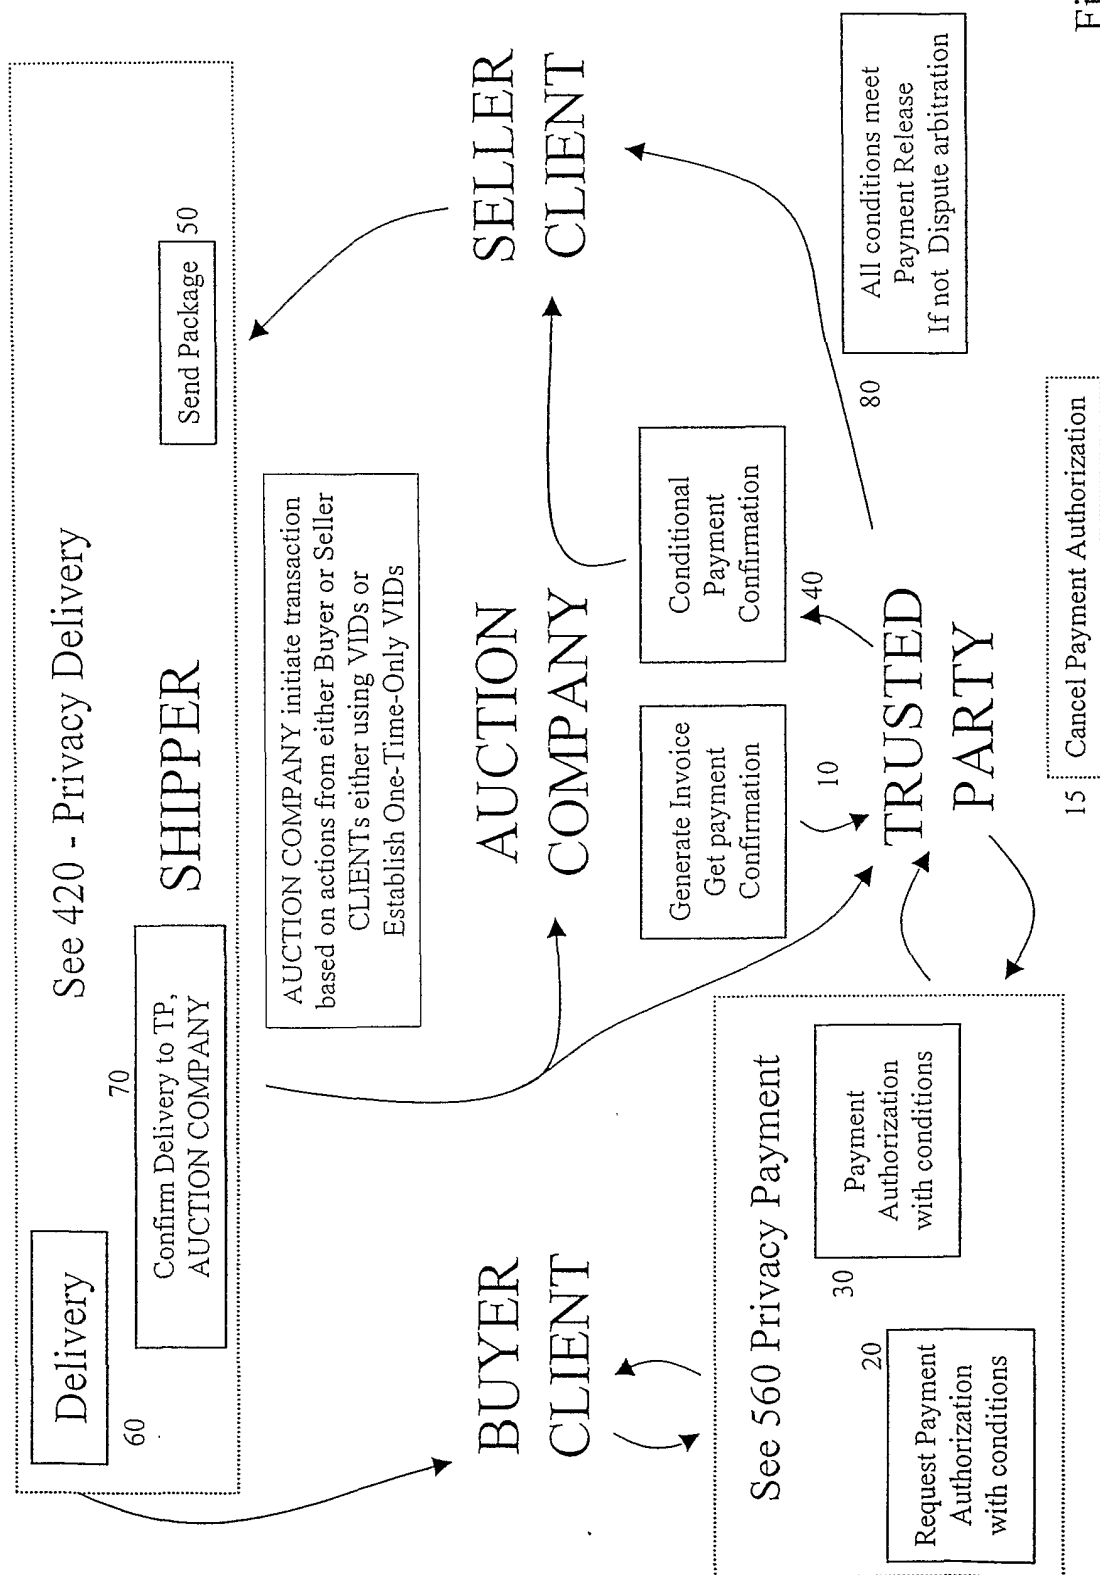 See 420 - Privacy Delivery
Delivery
60
70
Confirm Delivery to TP,
AUCTION COMPANY
SHIPPER
Send Package
50
AUCTION COMPANY initiate transaction
based on actions from either Buyer or Seller
CLIENTs either using VIDs or
Establish One-Time-Only VIDs
BUYER
CLIENT
AUCTION
COMPANY
SELLER
CLIENT
Generate Invoice
Get payment
Confirmation
10
Conditional
Payment
Confirmation
40
See 560 Privacy Payment
20
Request Payment
Authorization
with conditions
30
Payment
Authorization
with conditions
TRUSTED
PARTY
80
All conditions meet
Payment Release
If not Dispute arbitration
15
Cancel Payment Authorization